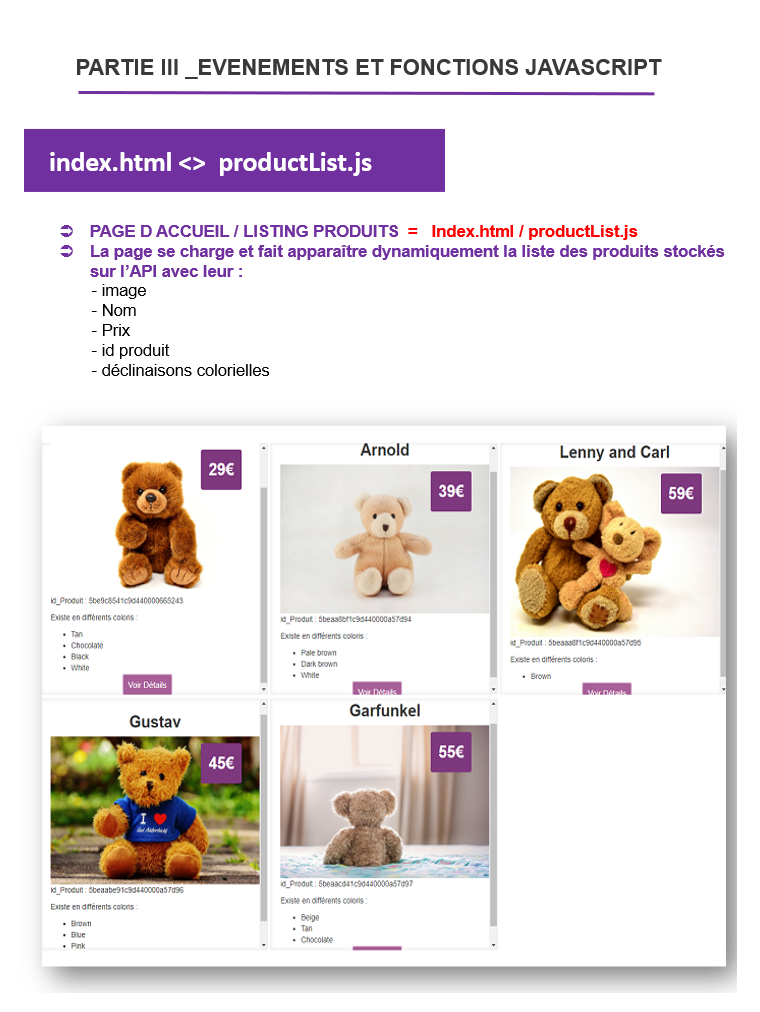 PARTIE III _EVENEMENTS ET FONCTIONS JAVASCRIPT
index.html <> productList.js
PAGE D ACCUEIL / LISTING PRODUITS = Index.html / productList.js
La page se charge et fait apparaître dynamiquement la liste des produits stockés
sur l'API avec leur :
- image
- Nom
- Prix
- id produit
- déclinaisons colorielles
29€
id_Produit : 5be9c8541c9d440000665243
Existe en différents coloris :
Tan
Chocolate
Black
White
Voir Détails
Arnold
39€
id_Produit : 5beaa8bf1c9d440000a57d94
Existe en différents coloris :
Pale brown
Dark brown
White
Voir Détails
Lenny and Carl
59€
id_Produit : 5beaaa8f1c9d440000a57d95
Existe en différents coloris :
Brown
Voir Détails
Gustav
45€
I
id_Produit : 5beaabe91c9d440000a57d96
Existe en différents coloris :
Brown
Blue
Pink
Garfunkel
55€
id_Produit : 5beaacd41c9d440000a57d97
Existe en différents coloris :
Beige
Tan
Chocolate